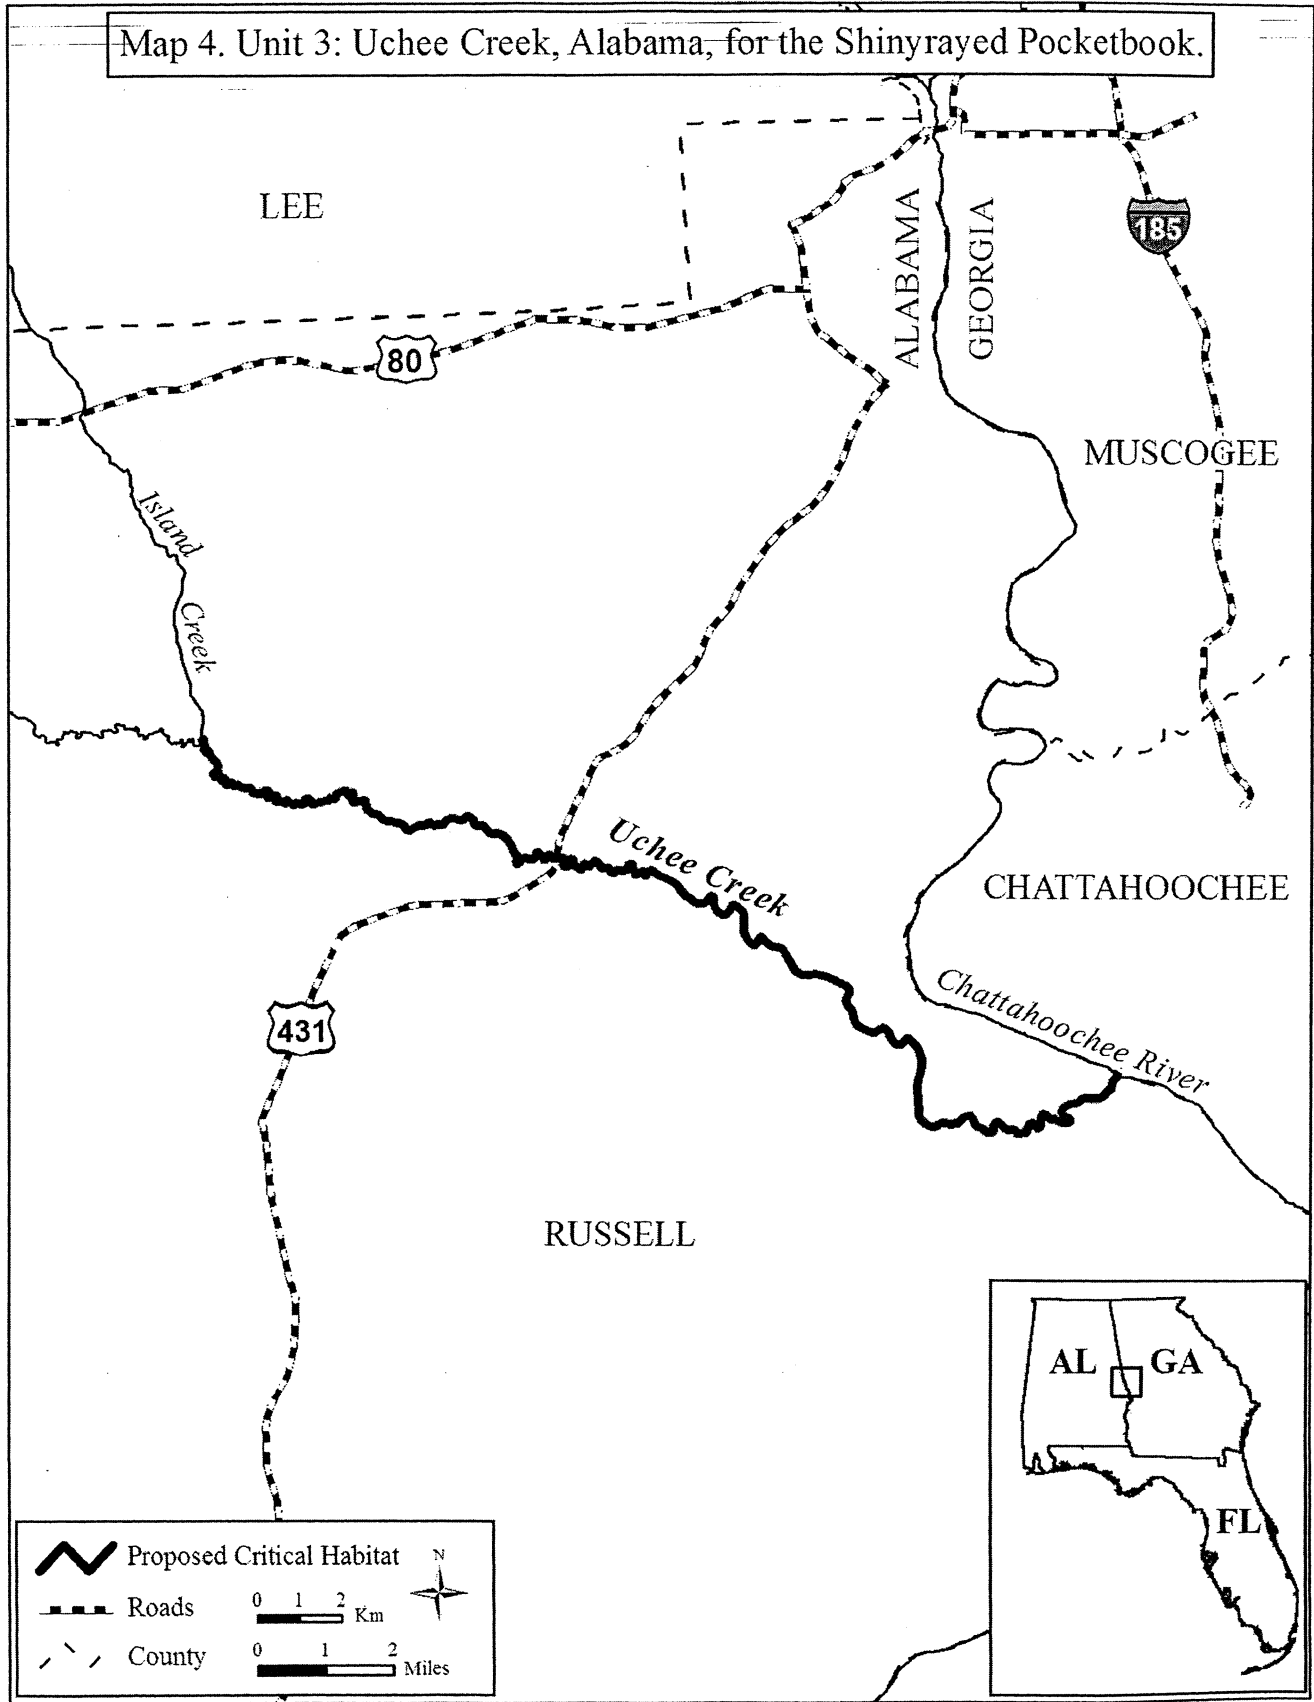 Map 4. Unit 3: Uchee Creek, Alabama, for the Shinyrayed Pocketbook.
LEE
ALABAMA
GEORGIA
185
80
MUSCOGEE
Island
Creek
Uchee Creek
CHATTAHOOCHEE
Chattahoochee River
431
RUSSELL
AL
GA
FL
Proposed Critical Habitat
N
Roads
0 1 2
Km
County
0 1 2
Miles